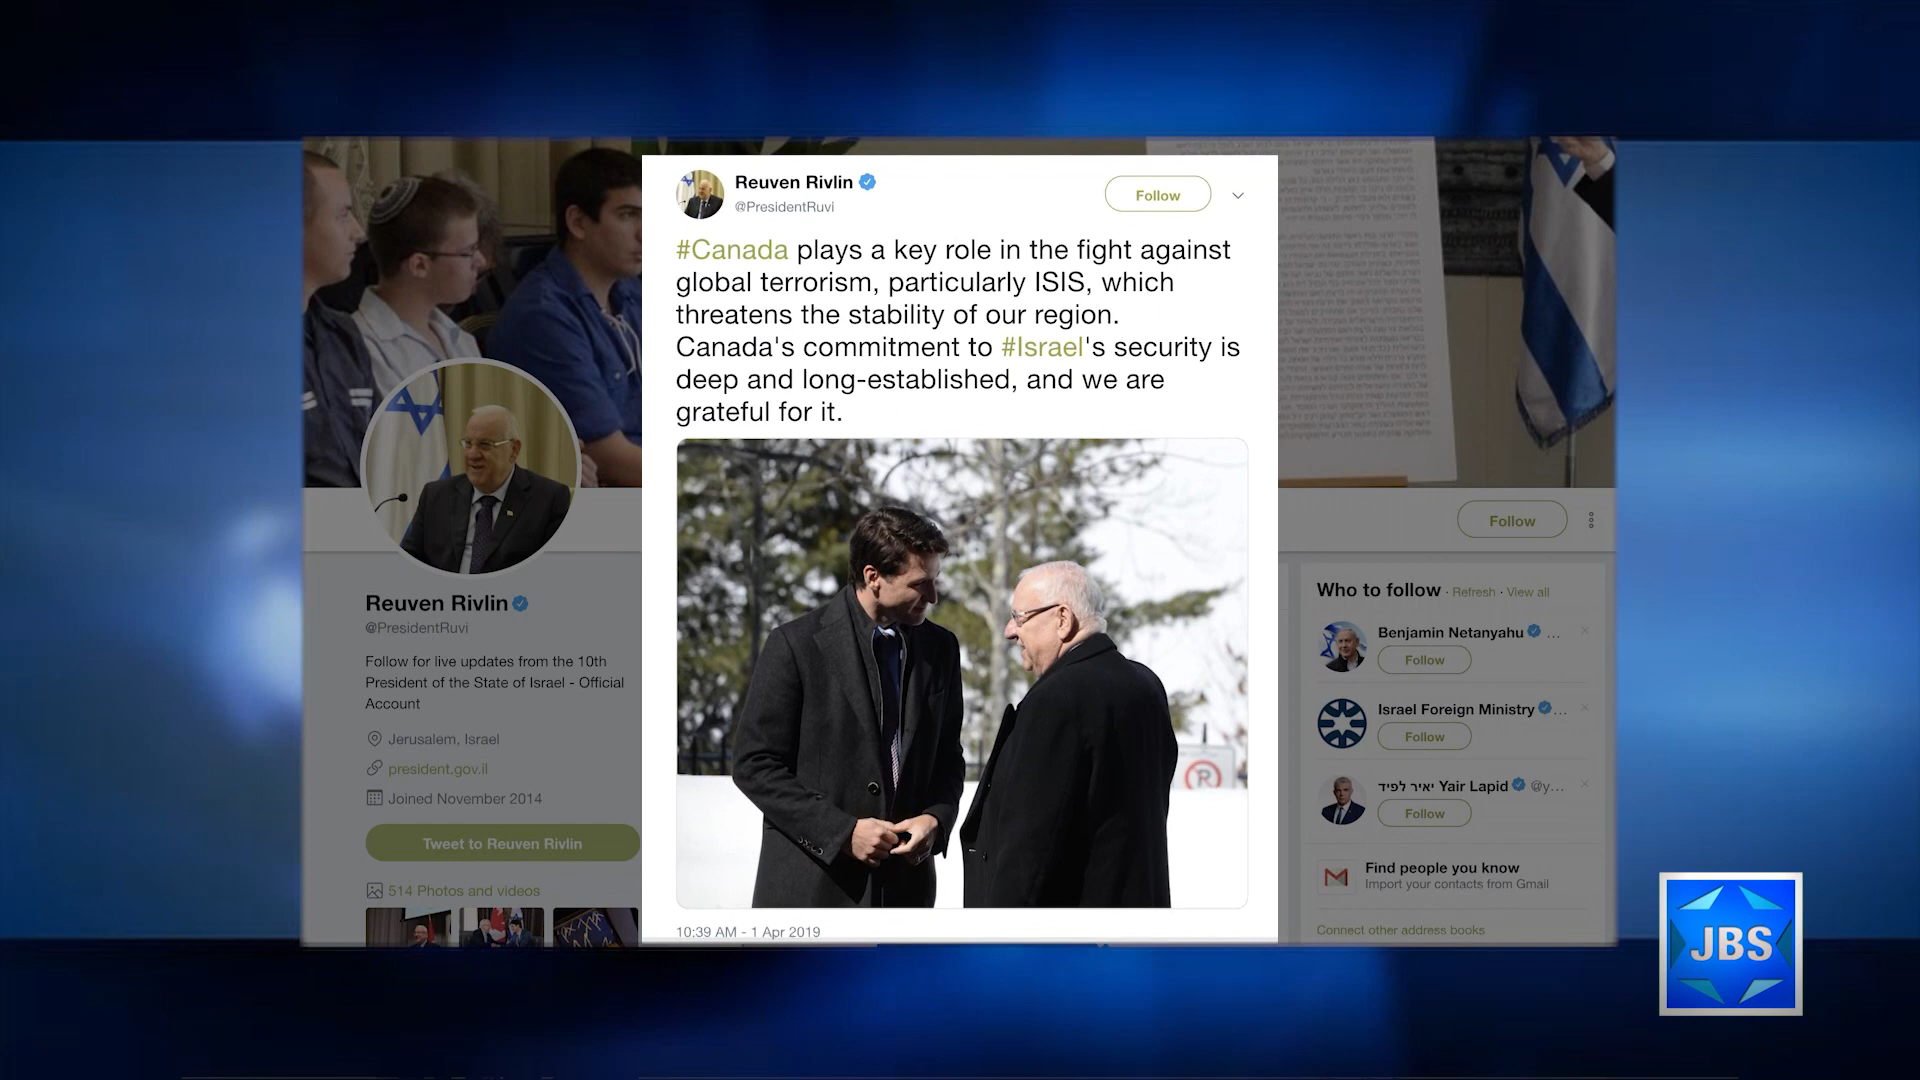 Reuven Rivlin
@PresidentRuvi
Follow
#Canada plays a key role in the fight against
global terrorism, particularly ISIS, which
threatens the stability of our region.
Canada's commitment to #Israel's security is
deep and long-established, and we are
grateful for it.
10:39 AM - 1 Apr 2019
Reuven Rivlin
@PresidentRuvi
Follow for live updates from the 10th
President of the State of Israel - Official
Account
Jerusalem, Israel
president.gov.il
Joined November 2014
Tweet to Reuven Rivlin
514 Photos and videos
Follow
Who to follow · Refresh · View all
Benjamin Netanyahu ...
Follow
Israel Foreign Ministry ...
Follow
יאיר לפיד Yair Lapid @y...
Follow
Find people you know
Import your contacts from Gmail
Connect other address books
JBS